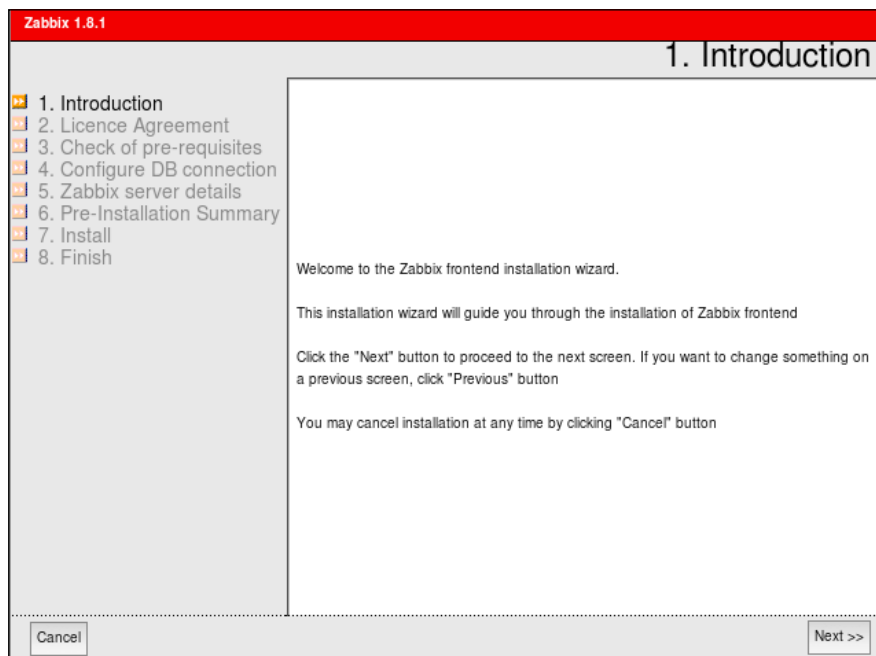 Zabbix 1.8.1
1. Introduction
1. Introduction
2. Licence Agreement
3. Check of pre-requisites
4. Configure DB connection
5. Zabbix server details
6. Pre-Installation Summary
7. Install
8. Finish
Welcome to the Zabbix frontend installation wizard.
This installation wizard will guide you through the installation of Zabbix frontend
Click the "Next" button to proceed to the next screen. If you want to change something on
a previous screen, click "Previous" button
You may cancel installation at any time by clicking "Cancel" button
Cancel
Next >>